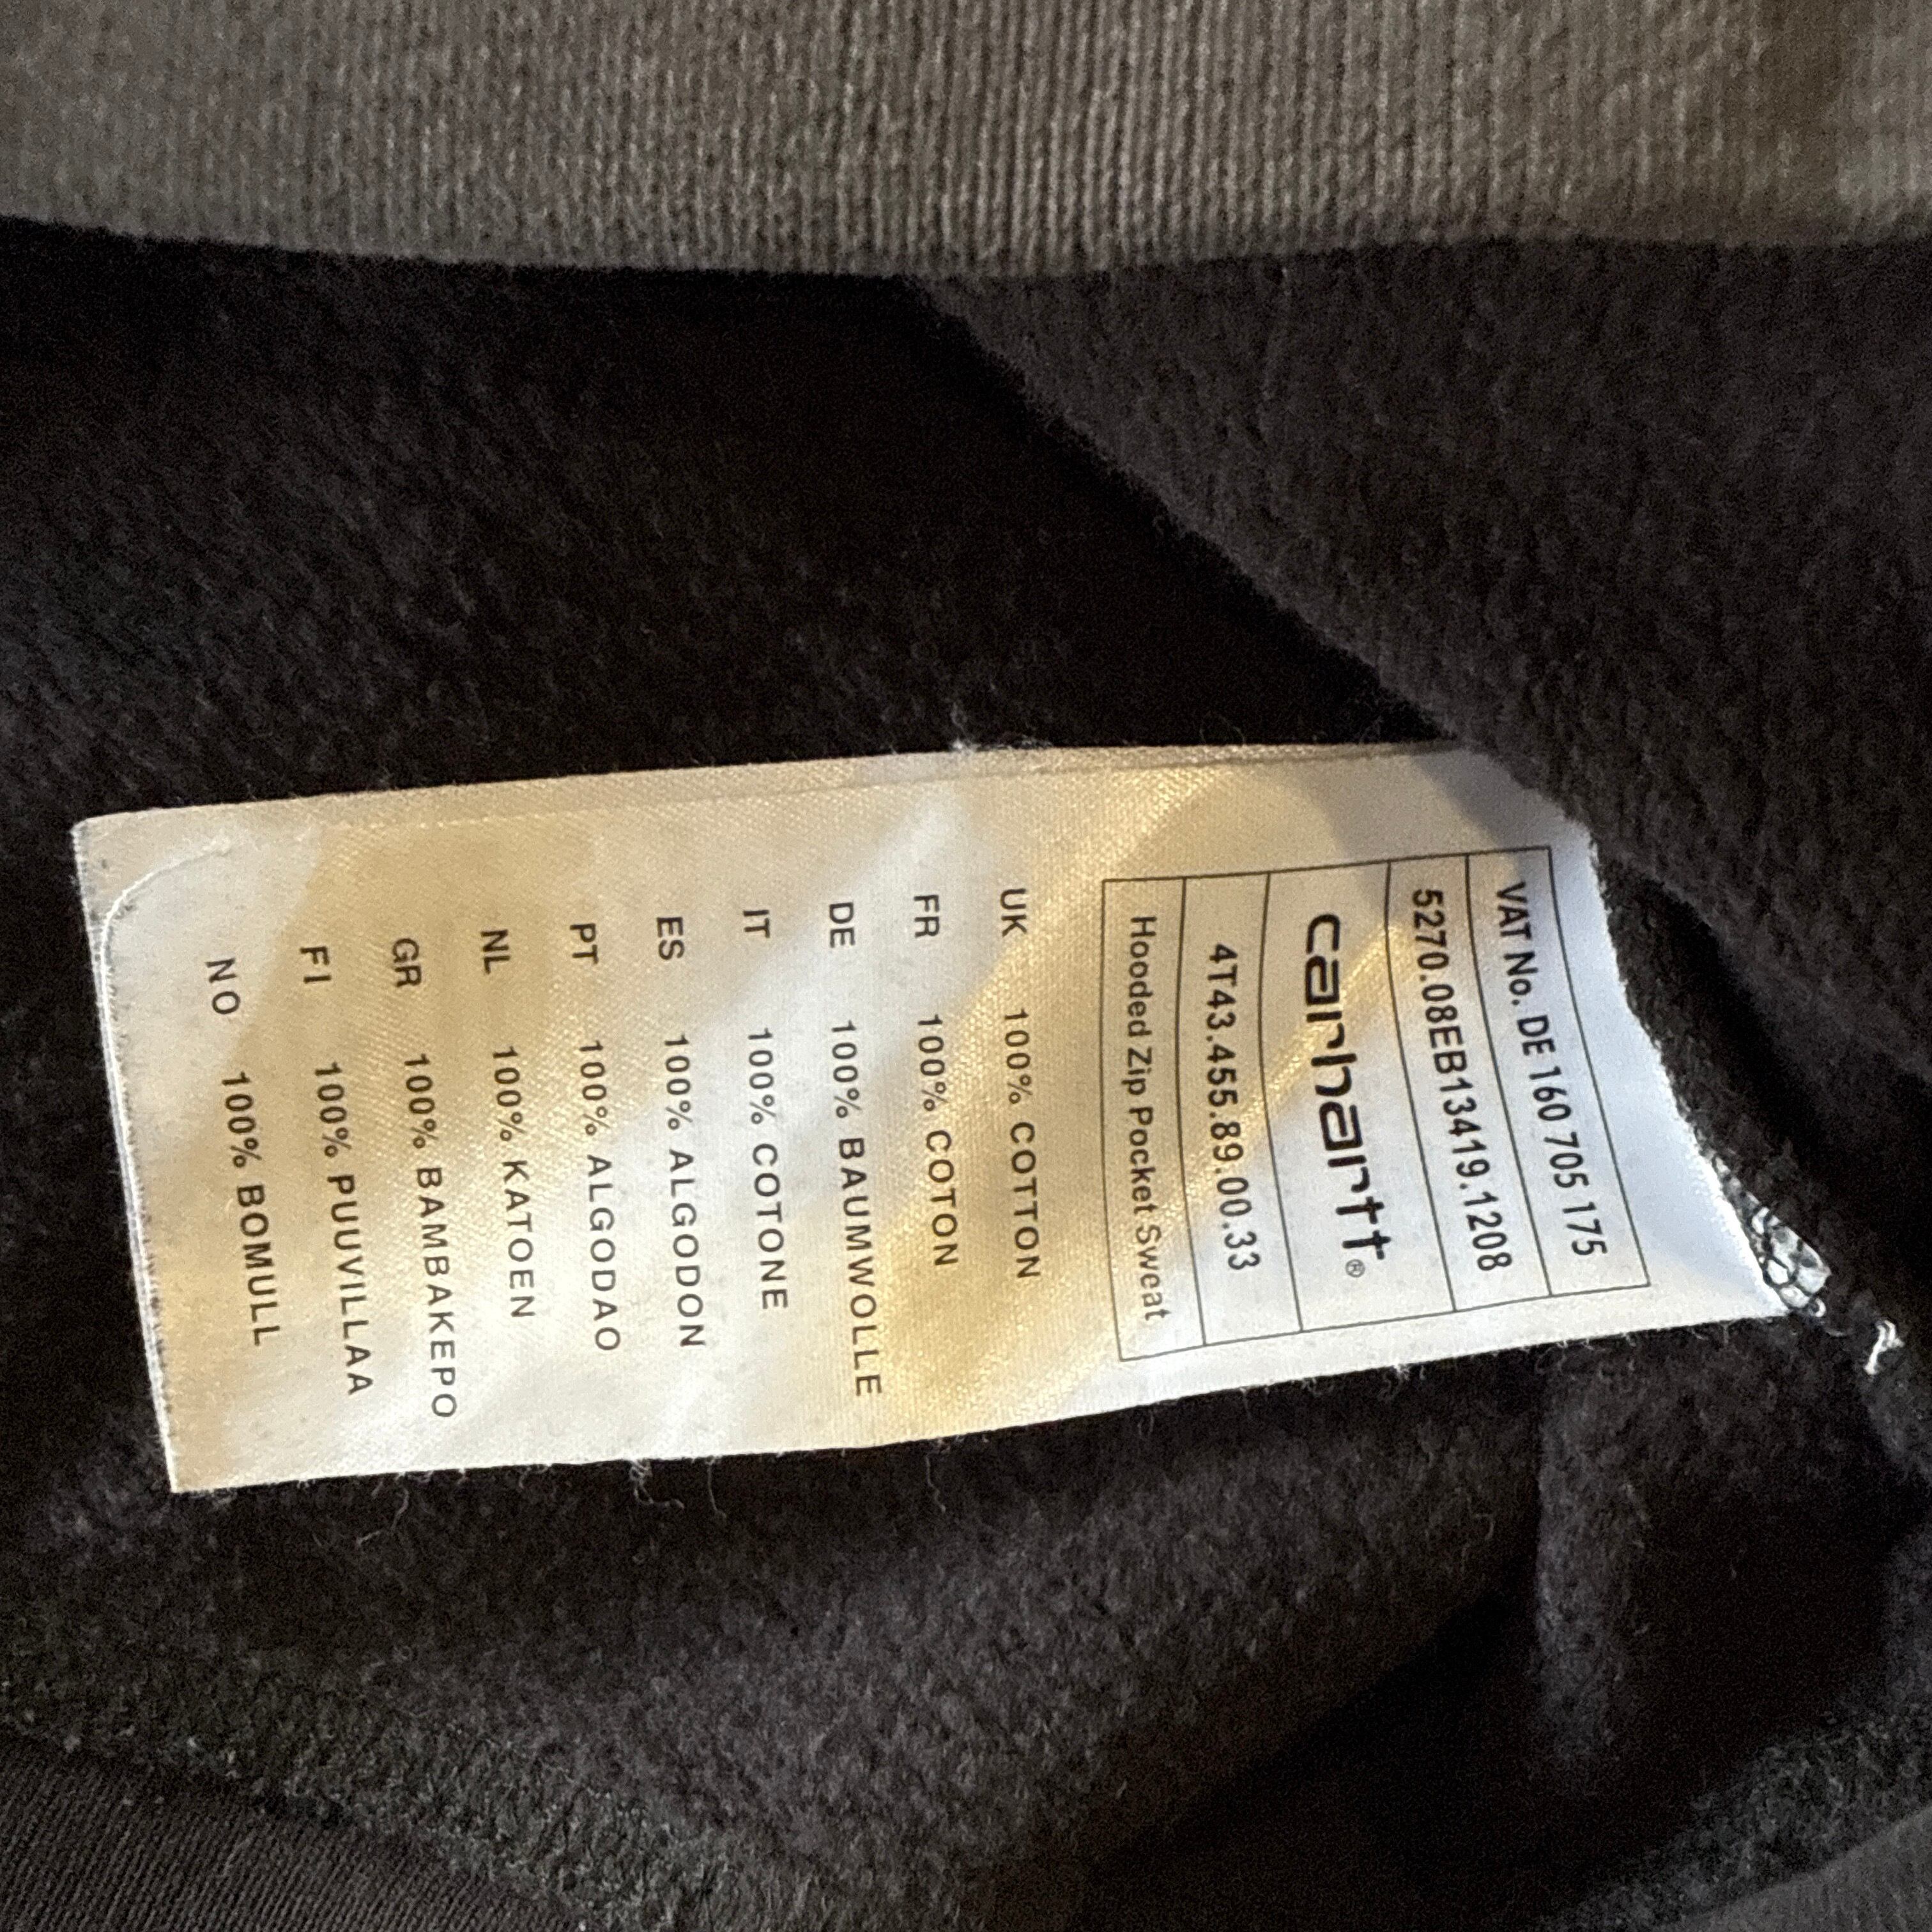 VAT No. DE 160 705 175
5270.08EB13419.1208
carhartt®
4T43.455.89.00.33
Hooded Zip Pocket Sweat
UK 100% COTTON
FR 100% COTON
DE 100% BAUMWOLLE
IT 100% COTONE
ES 100% ALGODON
PT 100% ALGODAO
NL 100% KATOEN
GR 100% BAMBAKEPO
FI 100% PUUVILLAA
NO 100% BOMULL